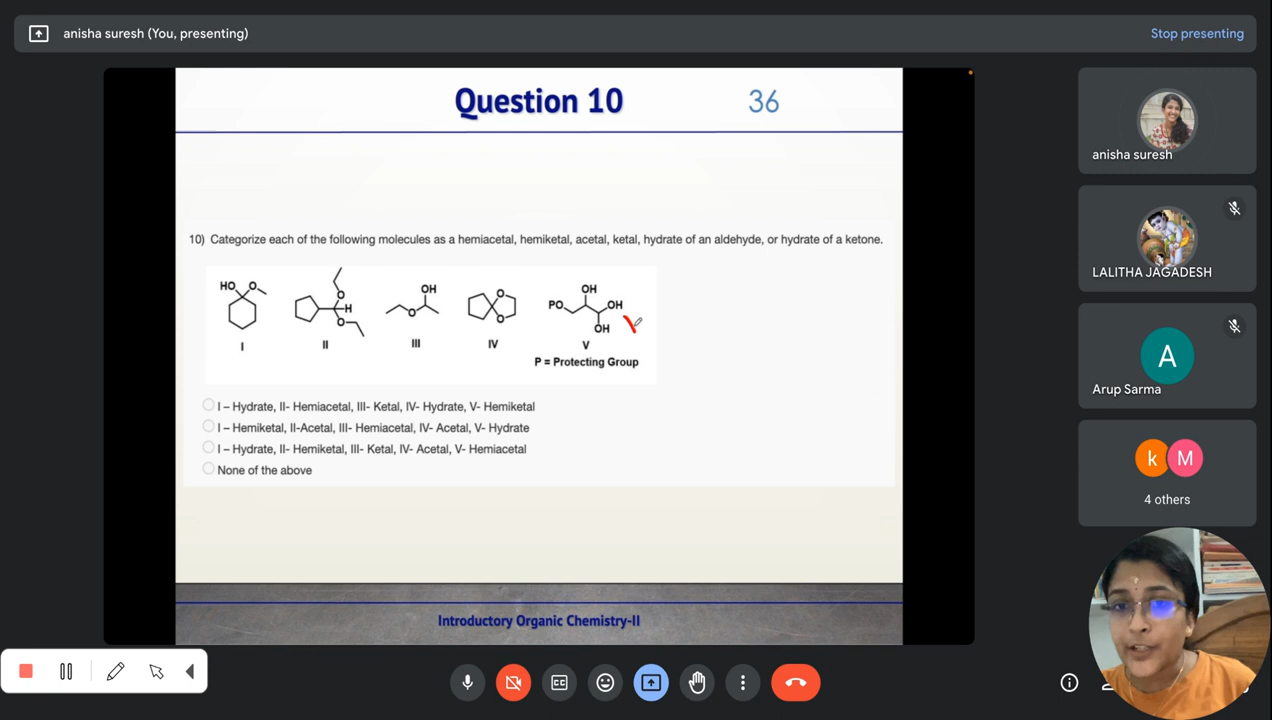 anisha suresh (You, presenting)
Stop presenting
Question 10
36
10) Categorize each of the following molecules as a hemiacetal, hemiketal, acetal, ketal, hydrate of an aldehyde, or hydrate of a ketone.
HO O
O H O
OH O
O O
OH PO OH OH
I II III IV V
P = Protecting Group
I – Hydrate, II- Hemiacetal, III- Ketal, IV- Hydrate, V- Hemiketal
I – Hemiketal, II-Acetal, III- Hemiacetal, IV- Acetal, V- Hydrate
I – Hydrate, II- Hemiketal, III- Ketal, IV- Acetal, V- Hemiacetal
None of the above
Introductory Organic Chemistry-II
anisha suresh
LALITHA JAGADESH
A
Arup Sarma
k M
4 others
CC